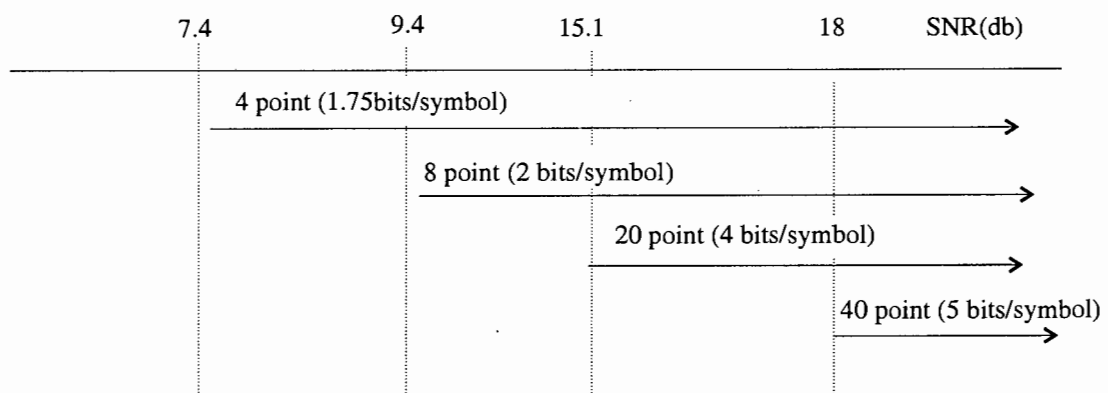 7.4 9.4 15.1 18 SNR(db)
4 point (1.75bits/symbol)
8 point (2 bits/symbol)
20 point (4 bits/symbol)
40 point (5 bits/symbol)